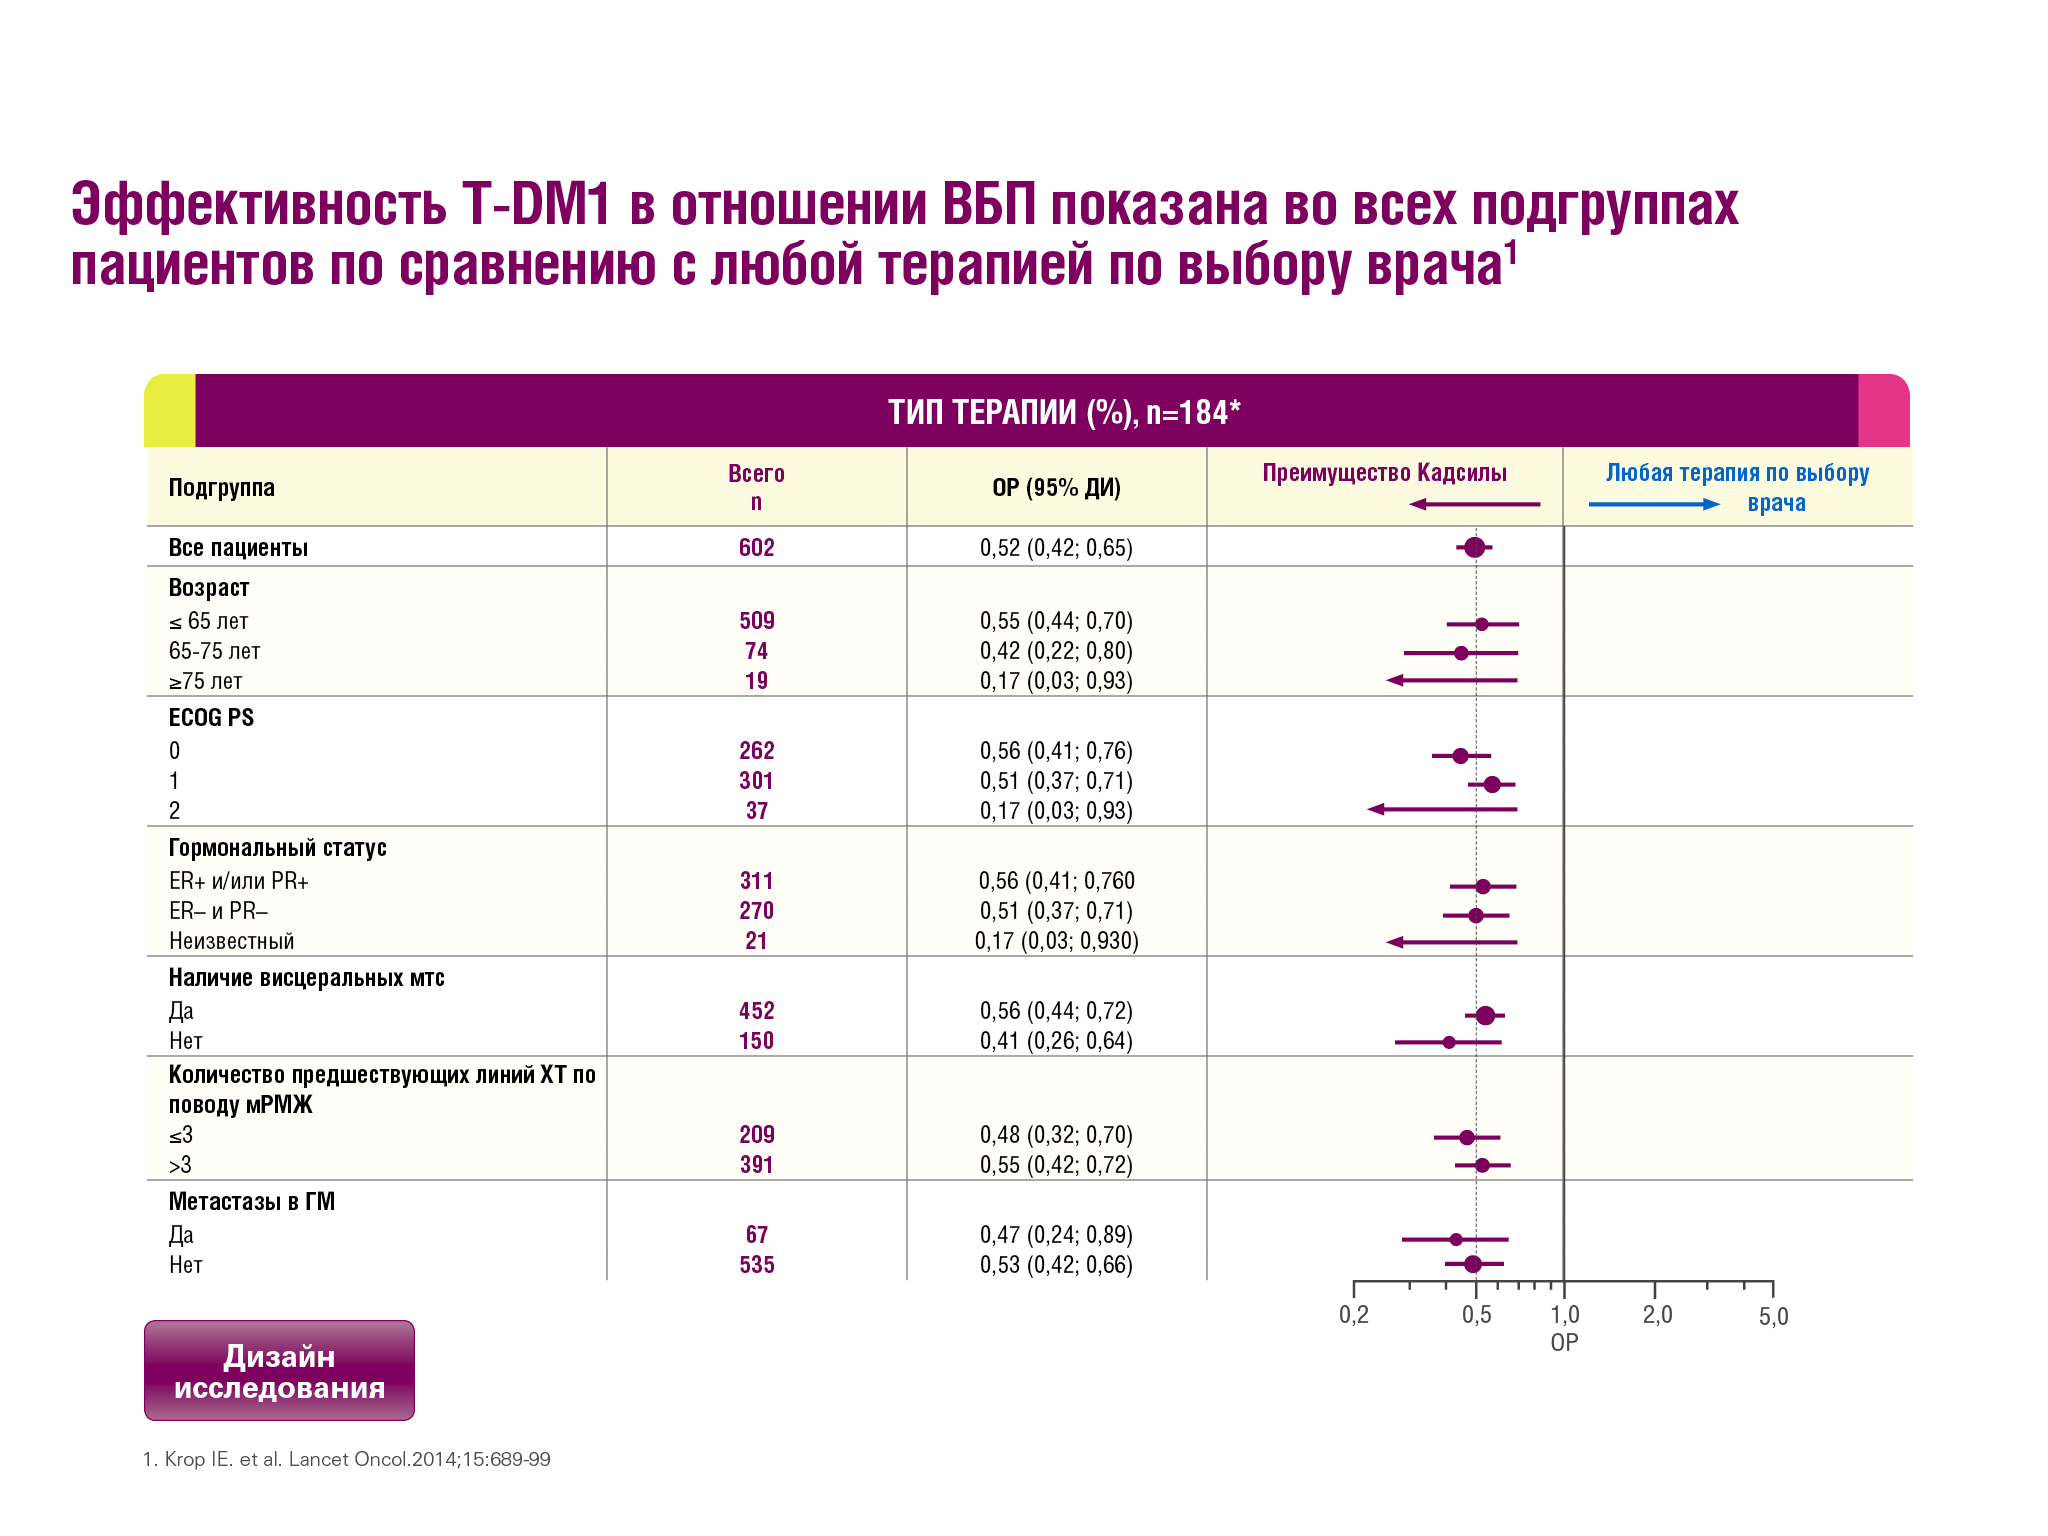 Эффективность T-DM1 в отношении ВБП показана во всех подгруппах
пациентов по сравнению с любой терапией по выбору врача¹
ТИП ТЕРАПИИ (%), n=184*
Подгруппа
Всего
n
ОР (95% ДИ)
Преимущество Кадсилы
Любая терапия по выбору
врача
Все пациенты 602 0,52 (0,42; 0,65)
Возраст
≤ 65 лет 509 0,55 (0,44; 0,70)
65-75 лет 74 0,42 (0,22; 0,80)
≥75 лет 19 0,17 (0,03; 0,93)
ECOG PS
0 262 0,56 (0,41; 0,76)
1 301 0,51 (0,37; 0,71)
2 37 0,17 (0,03; 0,93)
Гормональный статус
ER+ и/или PR+ 311 0,56 (0,41; 0,760
ER– и PR– 270 0,51 (0,37; 0,71)
Неизвестный 21 0,17 (0,03; 0,930)
Наличие висцеральных мтс
Да 452 0,56 (0,44; 0,72)
Нет 150 0,41 (0,26; 0,64)
Количество предшествующих линий ХТ по
поводу мРМЖ
≤3 209 0,48 (0,32; 0,70)
>3 391 0,55 (0,42; 0,72)
Метастазы в ГМ
Да 67 0,47 (0,24; 0,89)
Нет 535 0,53 (0,42; 0,66)
0,2 0,5 1,0 2,0 5,0
ОР
Дизайн
исследования
1. Krop IE. et al. Lancet Oncol.2014;15:689-99